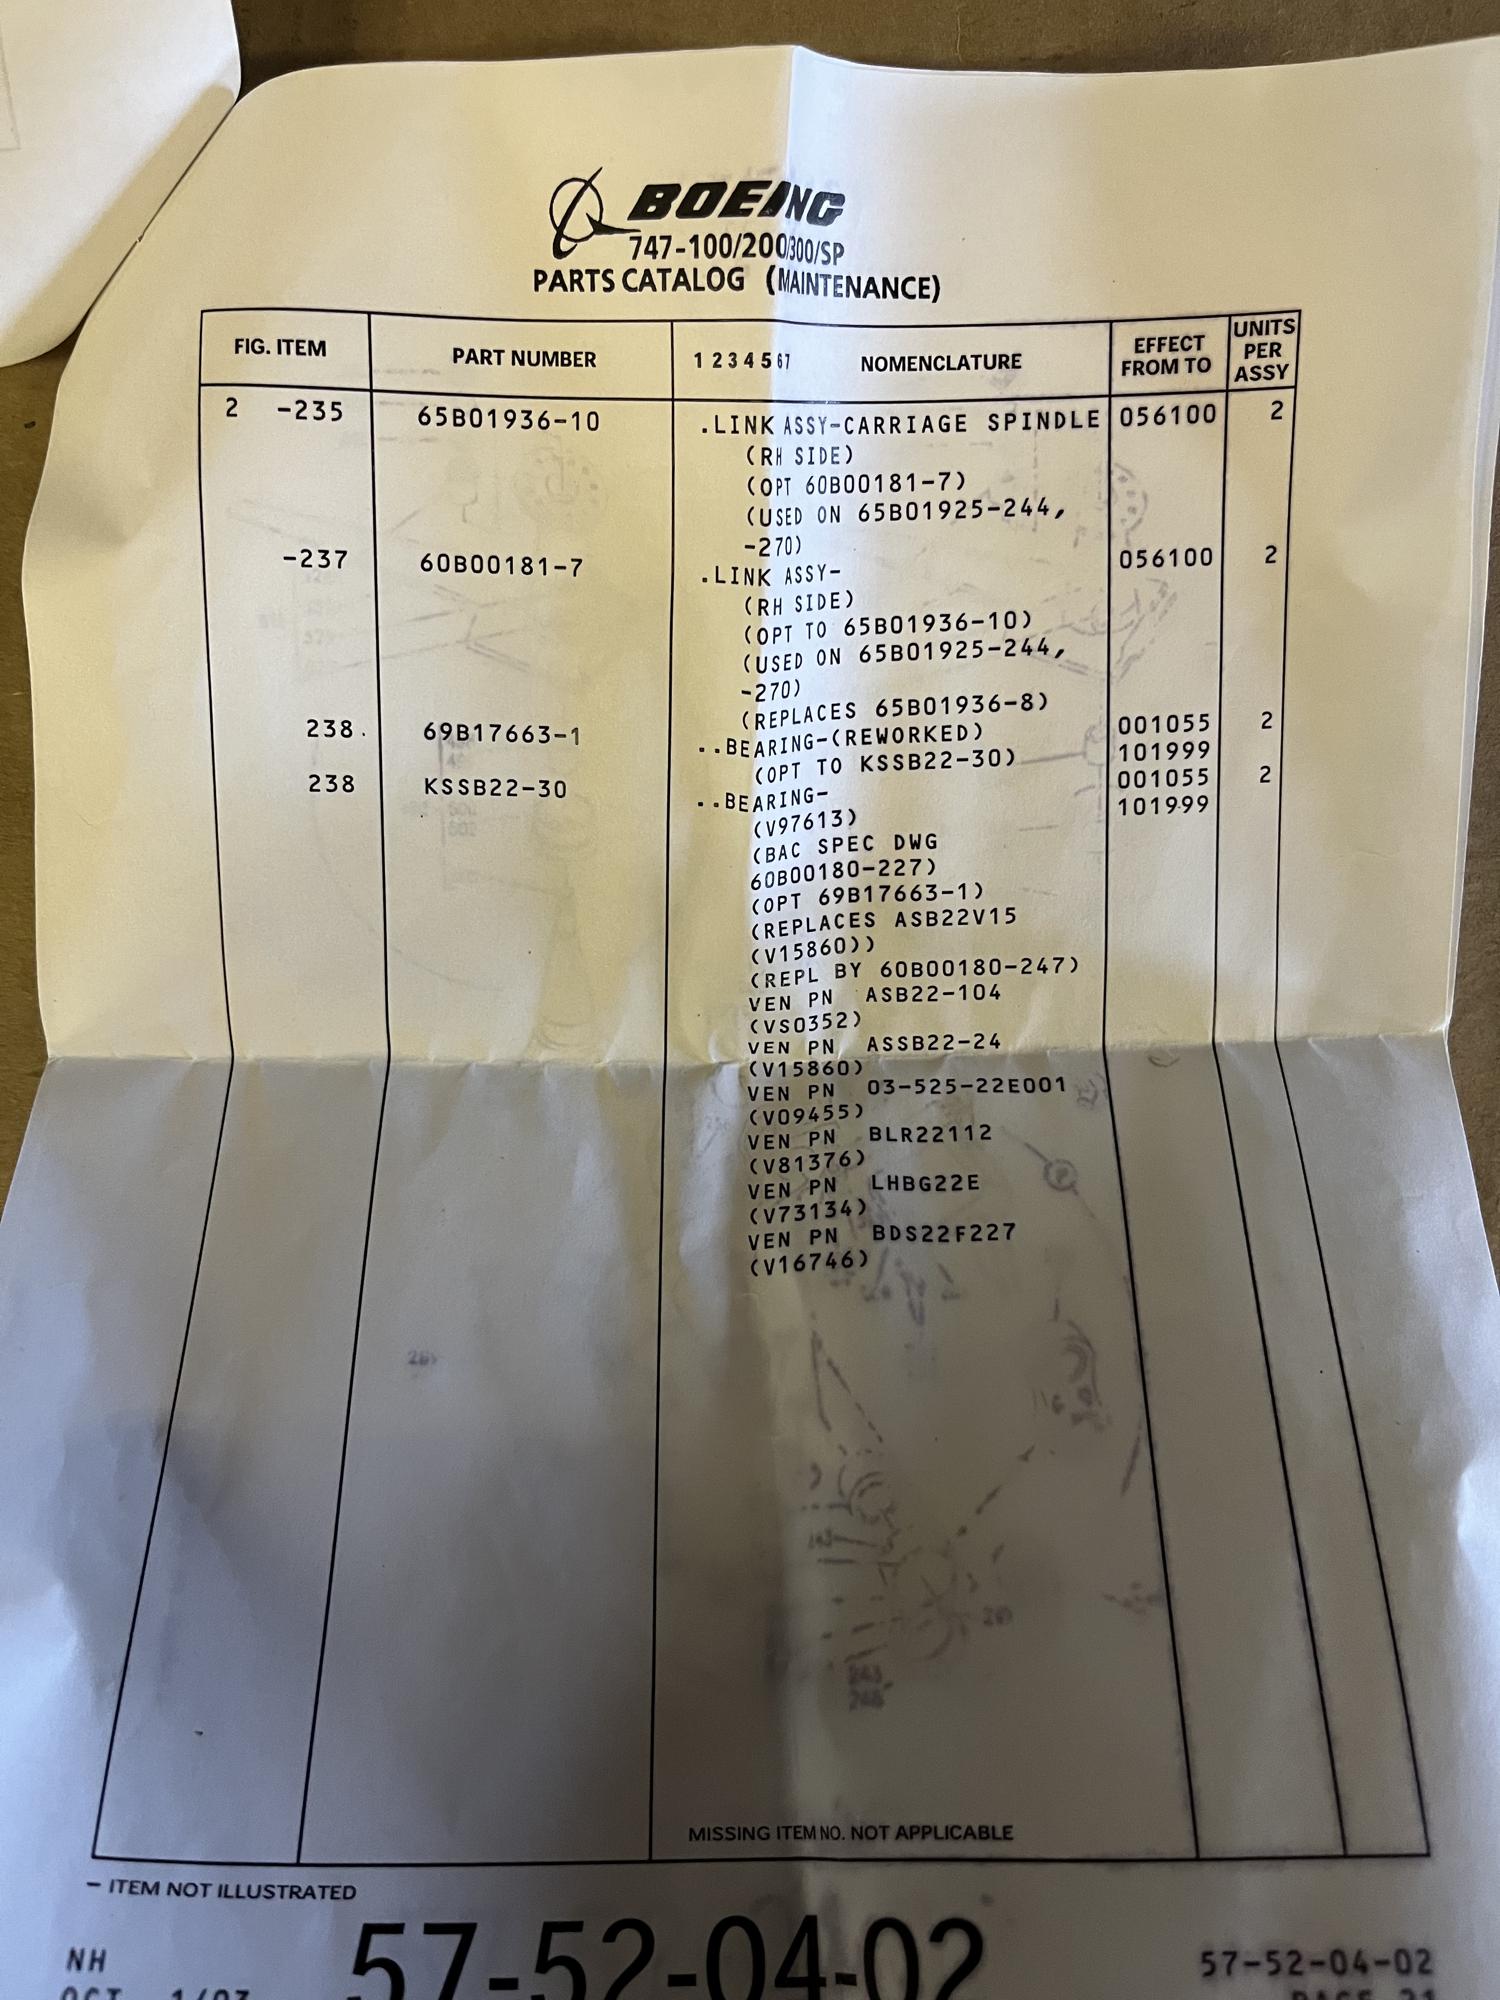 BOEING
747-100/200/300/SP
PARTS CATALOG (MAINTENANCE)
FIG. ITEM PART NUMBER 1 2 3 4 5 6 7 NOMENCLATURE EFFECT FROM TO UNITS PER ASSY
2 -235 65B01936-10 .LINK ASSY-CARRIAGE SPINDLE 056100 2
(RH SIDE)
(OPT 60B00181-7)
(USED ON 65B01925-244,
-270)
-237 60B00181-7 .LINK ASSY- 056100 2
(RH SIDE)
(OPT TO 65B01936-10)
(USED ON 65B01925-244,
-270)
(REPLACES 65B01936-8)
238. 69B17663-1 ..BEARING-(REWORKED) 001055 2
(OPT TO KSSB22-30) 101999
238 KSSB22-30 ..BEARING- 001055 2
(V97613) 101999
(BAC SPEC DWG
60B00180-227)
(OPT 69B17663-1)
(REPLACES ASB22V15
(V15860))
(REPL BY 60B00180-247)
VEN PN ASB22-104
(VS0352)
VEN PN ASSB22-24
(V15860)
VEN PN 03-525-22E001
(V09455)
VEN PN BLR22112
(V81376)
VEN PN LHBG22E
(V73134)
VEN PN BDS22F227
(V16746)
MISSING ITEM NO. NOT APPLICABLE
- ITEM NOT ILLUSTRATED
NH 57-52-04-02 57-52-04-02
OCT